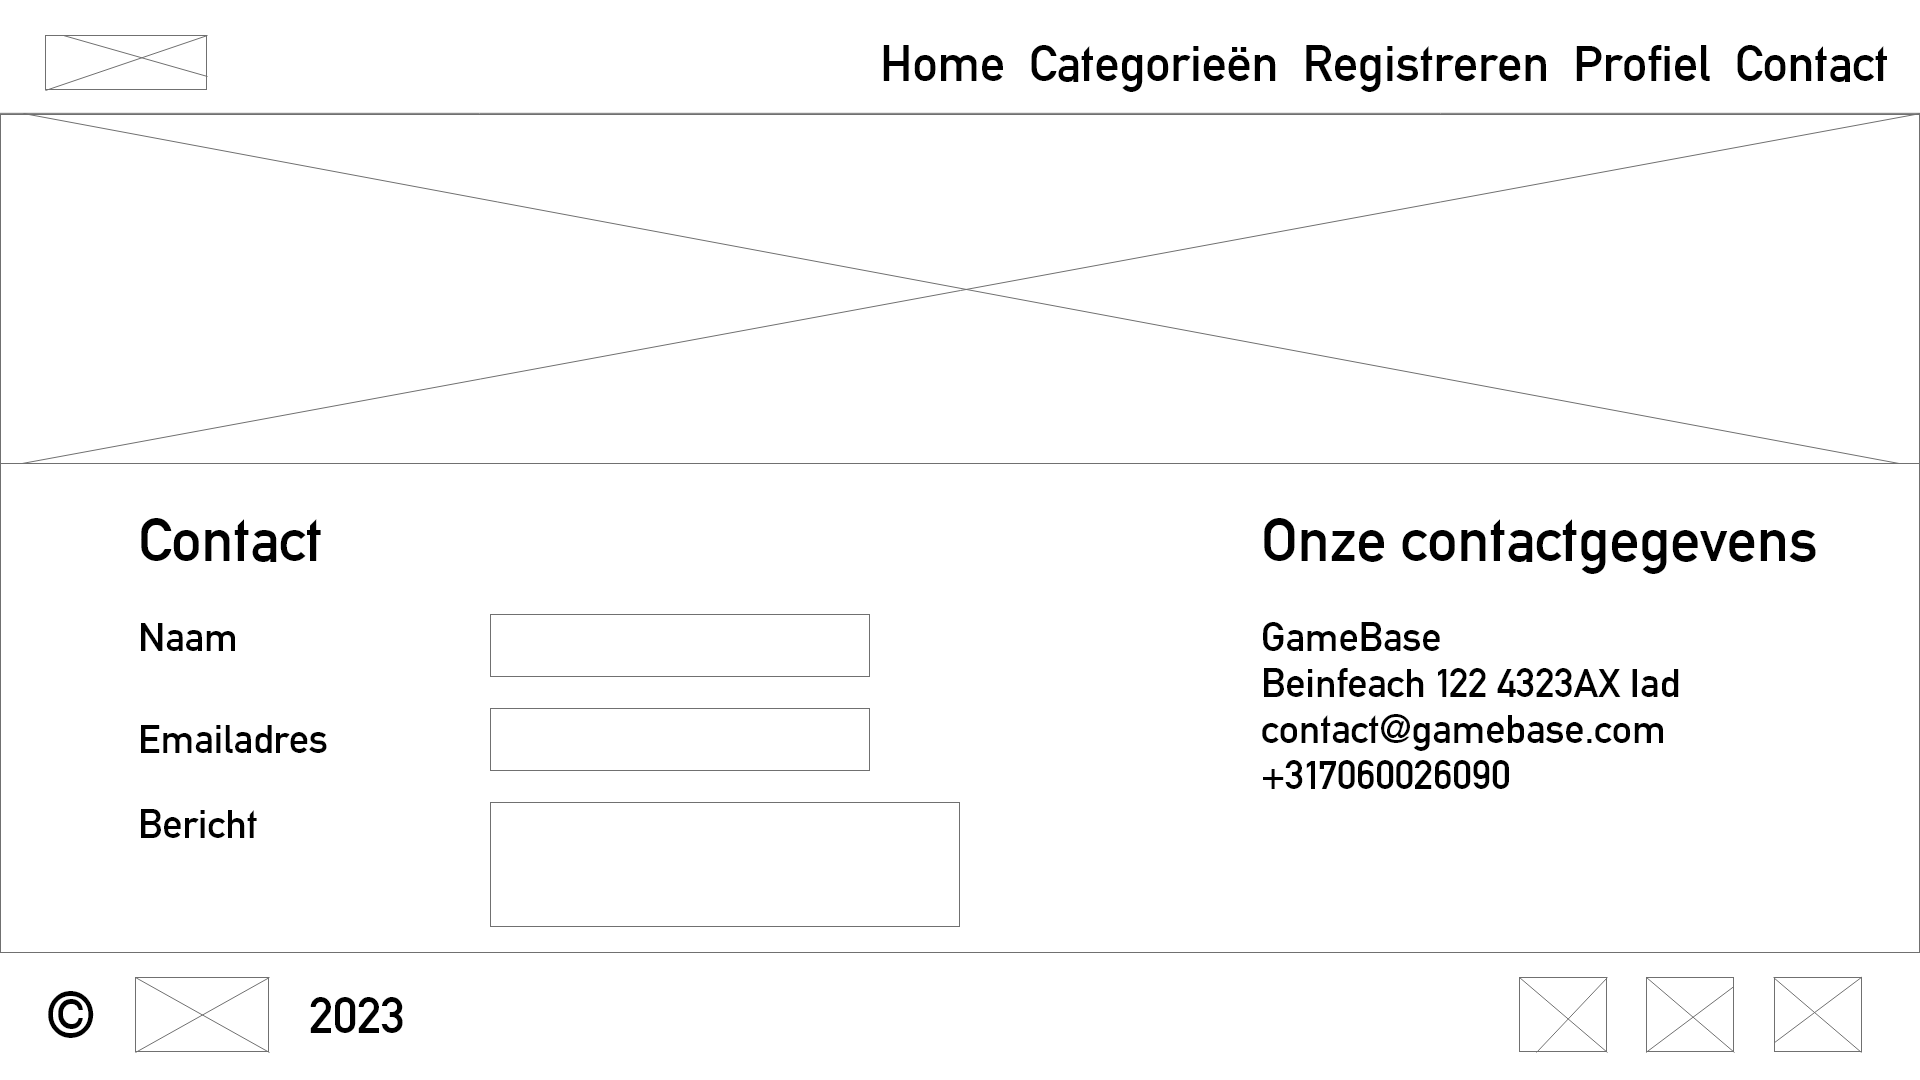 Home Categorieën Registreren Profiel Contact
Contact
Naam
Emailadres
Bericht
Onze contactgegevens
GameBase
Beinfeach 122 4323AX lad
contact@gamebase.com
+317060026090
© 2023